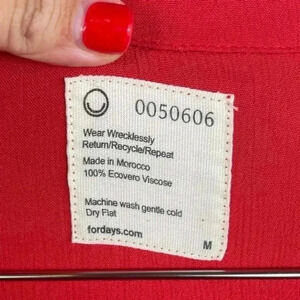 0050606
Wear Wrecklessly
Return/Recycle/Repeat
Made in Morocco
100% Ecovero Viscose
Machine wash gentle cold
Dry Flat
fordays.com
M